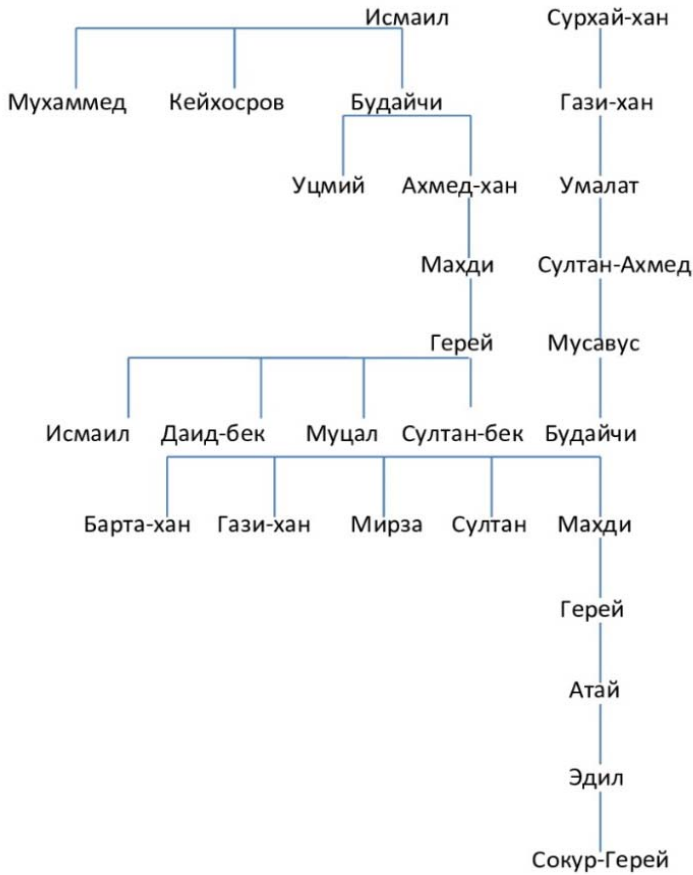 Исмаил Сурхай-хан
Мухаммед Кейхосров Будайчи Гази-хан
Уцмий Ахмед-хан Умалат
Махди Султан-Ахмед
Герей Мусавус
Исмаил Даид-бек Муцал Султан-бек Будайчи
Барта-хан Гази-хан Мирза Султан Махди
Герей
Атай
Эдил
Сокур-Герей